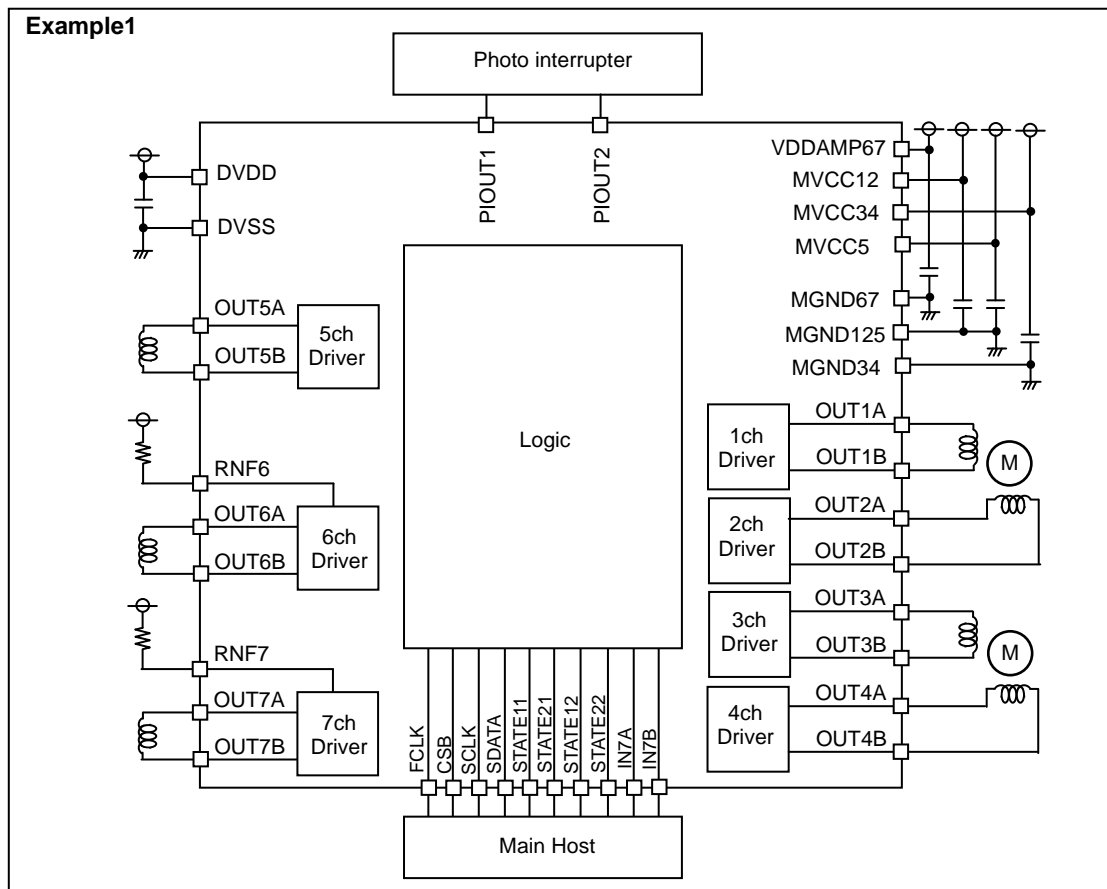 Example1
Photo interrupter
PIOUT1
PIOUT2
DVDD
DVSS
VDDAMP67
MVCC12
MVCC34
MVCC5
MGND67
MGND125
MGND34
OUT5A
OUT5B
5ch
Driver
RNF6
OUT6A
OUT6B
6ch
Driver
RNF7
OUT7A
OUT7B
7ch
Driver
Logic
1ch
Driver
OUT1A
OUT1B
M
2ch
Driver
OUT2A
OUT2B
3ch
Driver
OUT3A
OUT3B
M
4ch
Driver
OUT4A
OUT4B
FCLK
CSB
SCLK
SDATA
STATE11
STATE21
STATE12
STATE22
IN7A
IN7B
Main Host